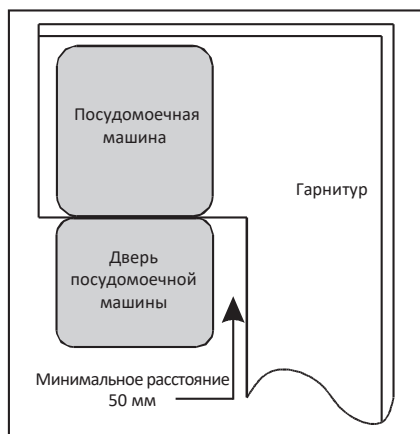 Посудомоечная
машина
Гарнитур
Дверь
посудомоечной
машины
Минимальное расстояние
50 мм